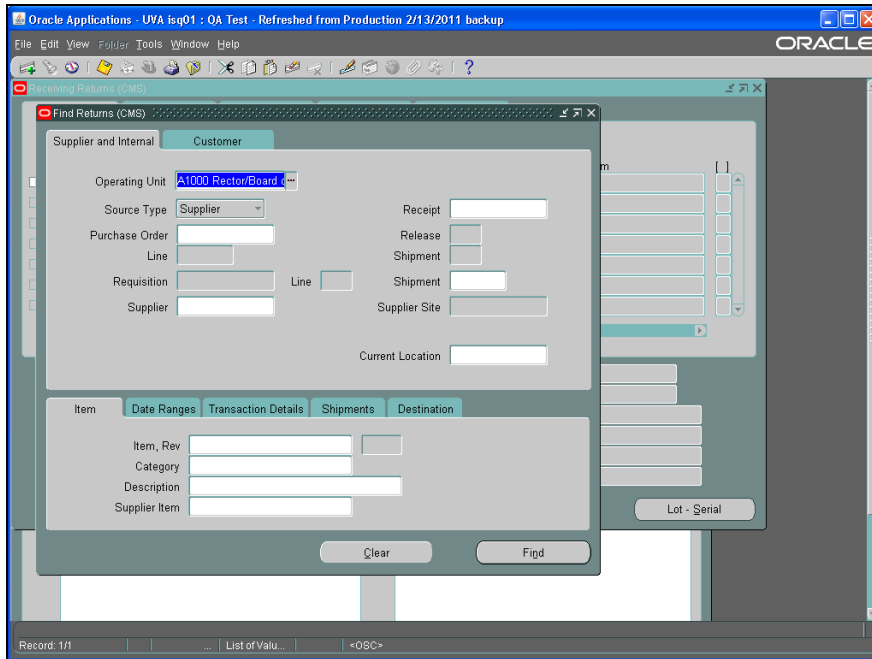 Oracle Applications - UVA isq01 : QA Test - Refreshed from Production 2/13/2011 backup
File Edit View Folder Tools Window Help
ORACLE
Receiving Returns (CMS)
Find Returns (CMS)
Supplier and Internal Customer
m [ ]
Operating Unit A1000 Rector/Board
Source Type Supplier Receipt
Purchase Order Release
Line Shipment
Requisition Line Shipment
Supplier Supplier Site
Current Location
Item Date Ranges Transaction Details Shipments Destination
Item, Rev
Category
Description
Supplier Item
Lot - Serial
Clear Find
Record: 1/1 ... List of Valu... <OSC>